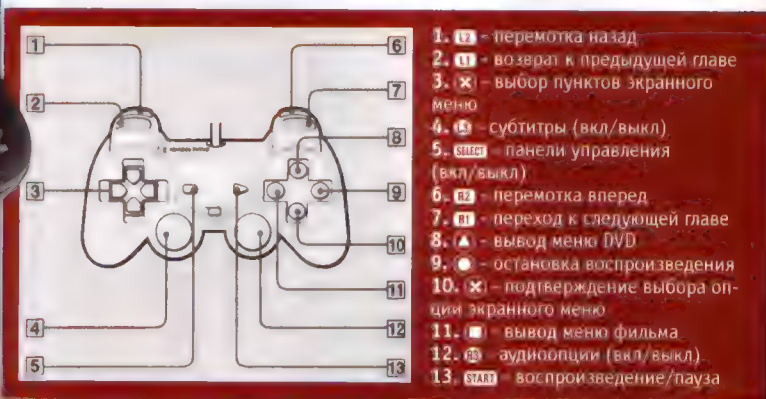 1
2
3
4
5
6
7
8
9
10
11
12
13
1. L2 - перемотка назад
2. L1 - возврат к предыдущей главе
3. ✕ - выбор пунктов экранного
меню
4. L3 - субтитры (вкл/выкл)
5. SELECT - панели управления
(вкл/выкл)
6. R2 - перемотка вперед
7. R1 - переход к следующей главе
8. ▲ - вывод меню DVD
9. ● - остановка воспроизведения
10. ✕ - подтверждение выбора оп-
ции экранного меню
11. ■ - вывод меню фильма
12. R3 - аудиоопции (вкл/выкл)
13. START - воспроизведение/пауза